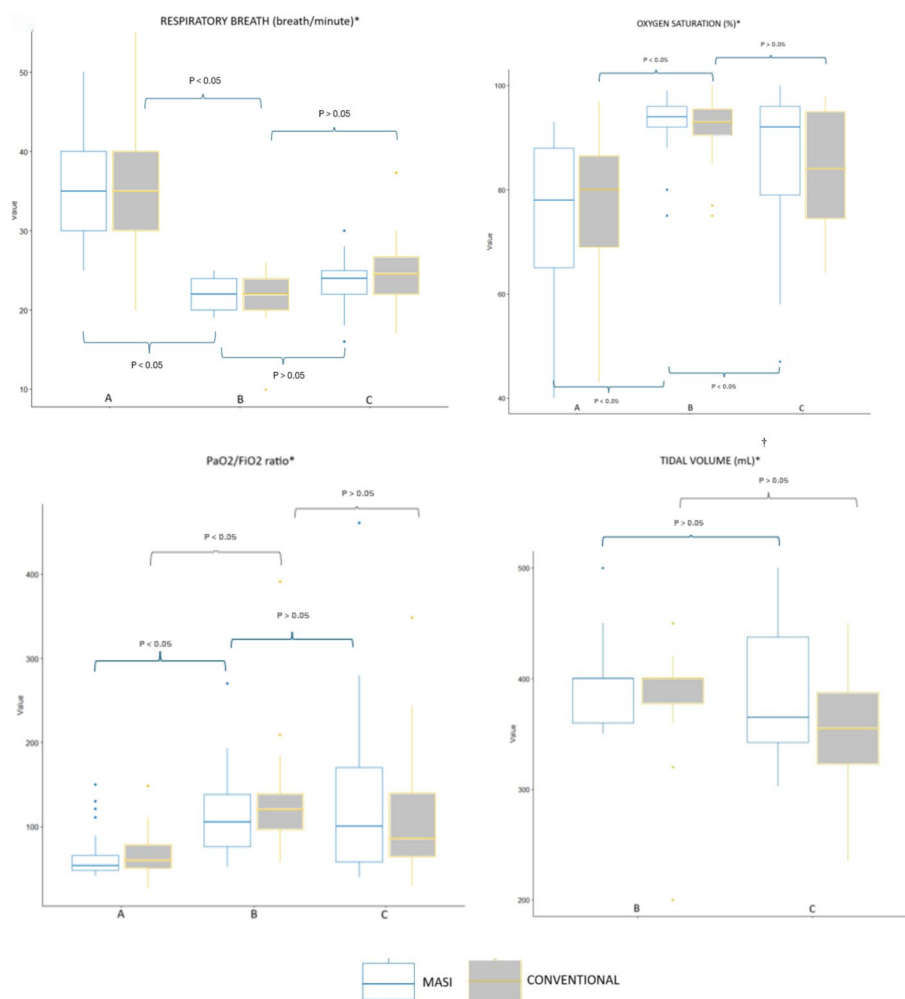 RESPIRATORY BREATH (breath/minute)*
P < 0.05
P > 0.05
Value
50
40
30
20
10
P < 0.05
P > 0.05
A
B
C
OXYGEN SATURATION (%)*
P < 0.05
P > 0.05
Value
100
80
60
40
P < 0.05
P < 0.05
A
B
C
PaO2/FiO2 ratio*
P > 0.05
P < 0.05
P > 0.05
P < 0.05
Value
400
300
200
100
A
B
C
†
TIDAL VOLUME (mL)*
P > 0.05
P > 0.05
Value
500
400
300
200
B
C
MASI
CONVENTIONAL